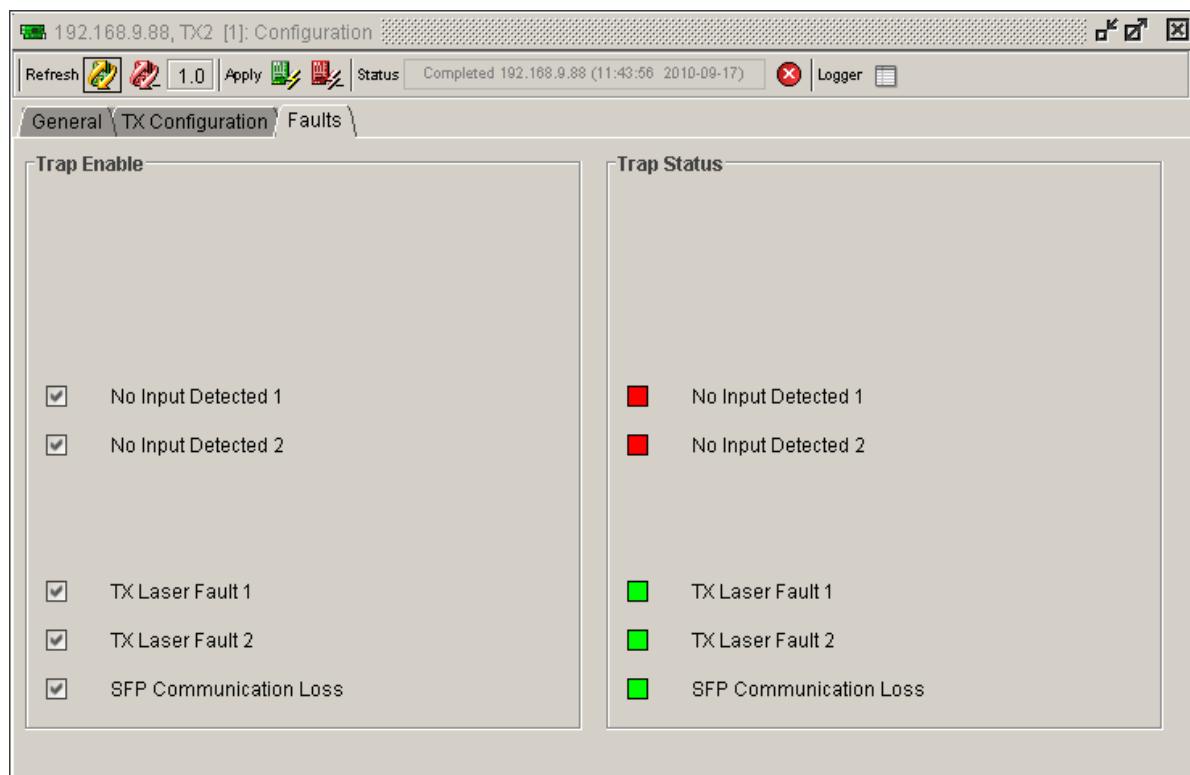 192.168.9.88, TX2 [1]: Configuration
Refresh 1.0 Apply Status Completed 192.168.9.88 (11:43:56 2010-09-17) Logger
General TX Configuration Faults
Trap Enable
No Input Detected 1
No Input Detected 2
TX Laser Fault 1
TX Laser Fault 2
SFP Communication Loss
Trap Status
No Input Detected 1
No Input Detected 2
TX Laser Fault 1
TX Laser Fault 2
SFP Communication Loss